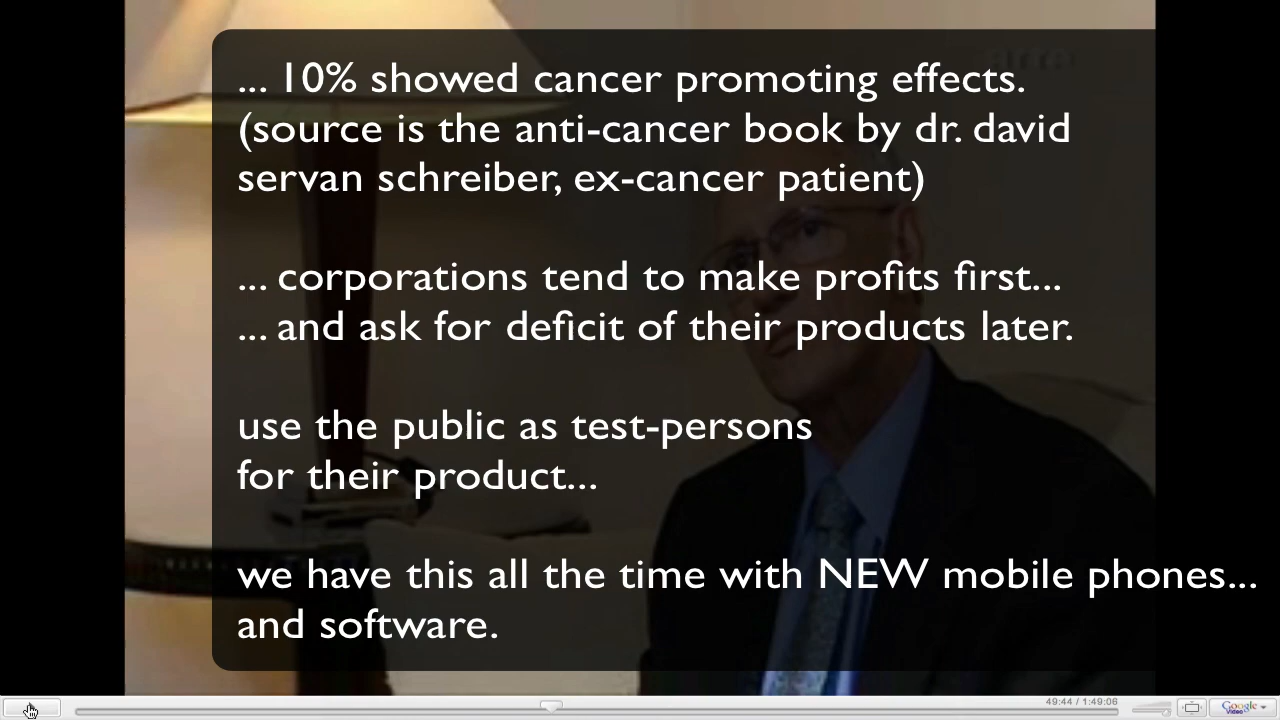 ... 10% showed cancer promoting effects.
(source is the anti-cancer book by dr. david
servan schreiber, ex-cancer patient)
... corporations tend to make profits first...
... and ask for deficit of their products later.
use the public as test-persons
for their product...
we have this all the time with NEW mobile phones...
and software.
49:44 / 1:49:06
Google
Video